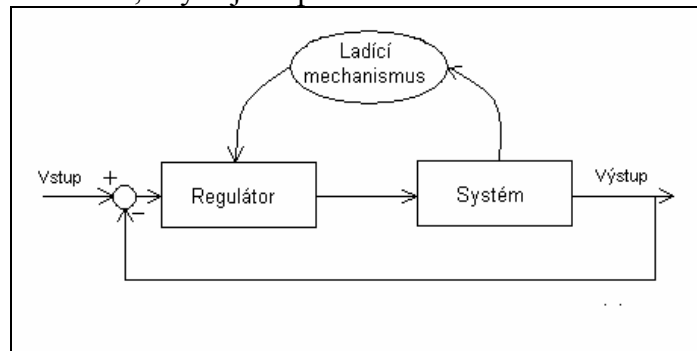 Ladící
mechanismus
Vstup
+
−
Regulátor
Systém
Výstup